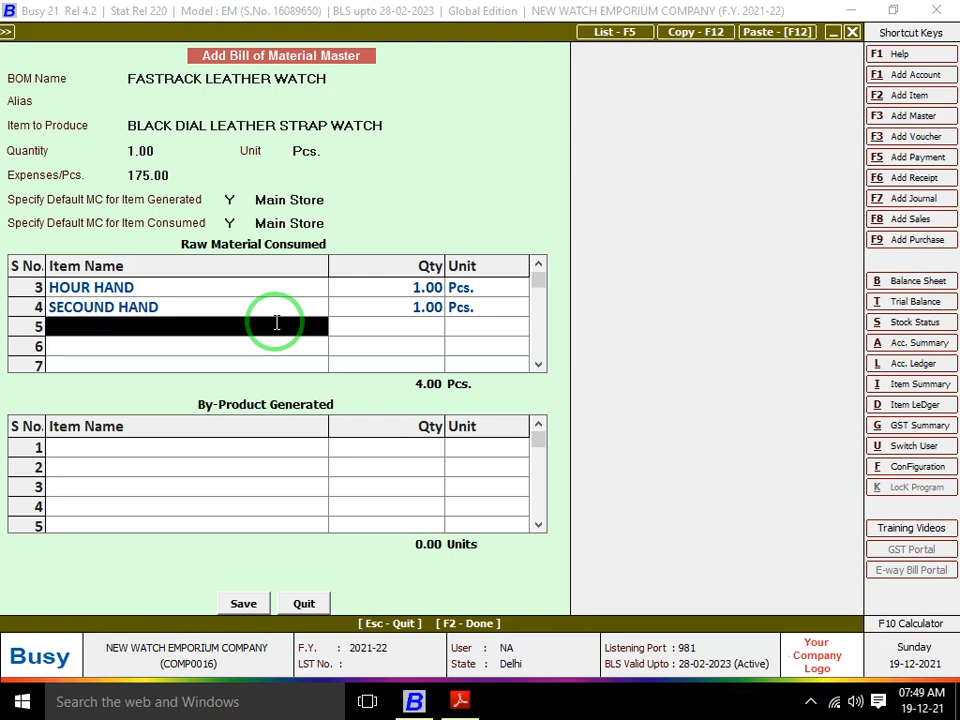 Busy 21 Rel 4.2 | Stat Rel 220 | Model : EM (S.No. 16089650) | BLS upto 28-02-2023 | Global Edition | NEW WATCH EMPORIUM COMPANY (F.Y. 2021-22)
>> List - F5 Copy - F12 Paste - [F12] Shortcut Keys
Add Bill of Material Master
BOM Name FASTRACK LEATHER WATCH
Alias
Item to Produce BLACK DIAL LEATHER STRAP WATCH
Quantity 1.00 Unit Pcs.
Expenses/Pcs. 175.00
Specify Default MC for Item Generated Y Main Store
Specify Default MC for Item Consumed Y Main Store
Raw Material Consumed
S No. Item Name Qty Unit
3 HOUR HAND 1.00 Pcs.
4 SECOUND HAND 1.00 Pcs.
5
6
7
4.00 Pcs.
By-Product Generated
S No. Item Name Qty Unit
1
2
3
4
5
0.00 Units
Save Quit
[ Esc - Quit ] [ F2 - Done ]
F1 Help
F1 Add Account
F2 Add Item
F3 Add Master
F3 Add Voucher
F5 Add Payment
F6 Add Receipt
F7 Add Journal
F8 Add Sales
F9 Add Purchase
B Balance Sheet
T Trial Balance
S Stock Status
A Acc. Summary
L Acc. Ledger
I Item Summary
D Item LeDger
G GST Summary
U Switch User
F ConFiguration
K LocK Program
Training Videos
GST Portal
E-way Bill Portal
F10 Calculator
Busy
NEW WATCH EMPORIUM COMPANY
(COMP0016)
F.Y. : 2021-22
LST No. :
User : NA
State : Delhi
Listening Port : 981
BLS Valid Upto : 28-02-2023 (Active)
Your
Company
Logo
Sunday
19-12-2021
Search the web and Windows
07:49 AM
19-12-21